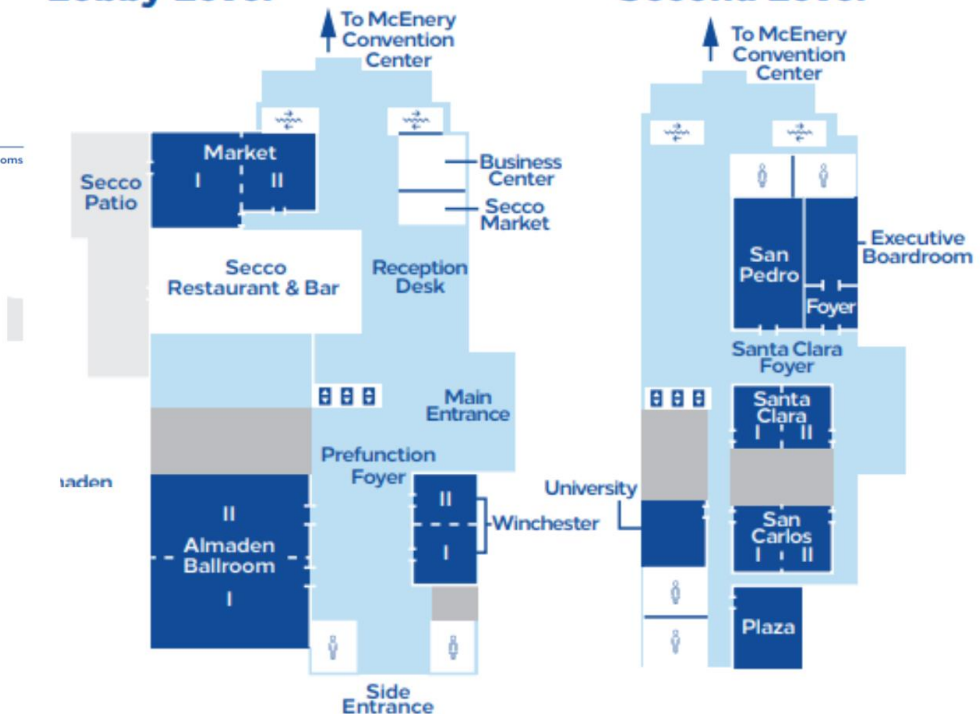 To McEnery
Convention
Center
oms
Market
I
II
Secco
Patio
Business
Center
Secco
Market
Secco
Restaurant & Bar
Reception
Desk
Main
Entrance
Prefunction
Foyer
II
Almaden
Ballroom
I
II
Winchester
I
Side
Entrance
To McEnery
Convention
Center
San
Pedro
Executive
Boardroom
Foyer
Santa Clara
Foyer
Santa
Clara
I II
University
San
Carlos
I II
Plaza